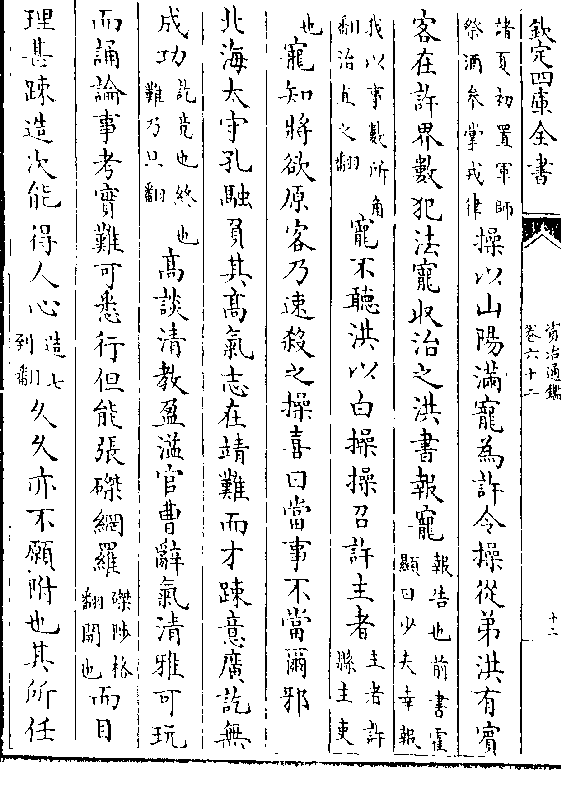 欽定四庫全書
資治通鑑
卷六十二
十二
諸夏初置軍師
祭酒參掌戎律
操以山陽滿寵為許令操從弟洪有賓
客在許界數犯法寵收治之洪書報寵
報告也前書霍
顯曰少夫幸報
我以事數所角
翻治直之翻
寵不聽洪以白操操召許主者
主者許
縣主吏
也
寵知將欲原客乃速殺之操喜曰當事不當爾邪
北海太守孔融負其高氣志在靖難而才疎意廣訖無
成功
訖竟也終也
難乃旦翻
高談清教盈溢官曹辭氣清雅可玩
而誦論事考實難可悉行但能張磔網羅
磔陟格
翻開也
而目
理甚疎造次能得人心
造七
到翻
久久亦不願附也其所任